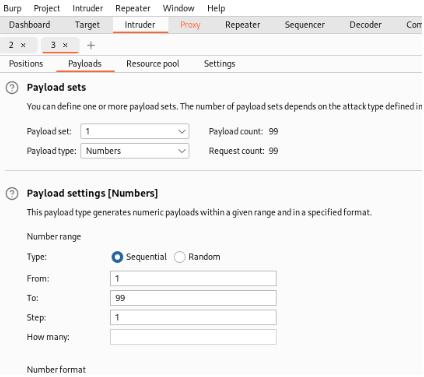 Burp Project Intruder Repeater Window Help
Dashboard Target Intruder Proxy Repeater Sequencer Decoder Com
2 × 3 × +
Positions Payloads Resource pool Settings
? Payload sets
You can define one or more payload sets. The number of payload sets depends on the attack type defined in
Payload set: 1 Payload count: 99
Payload type: Numbers Request count: 99
? Payload settings [Numbers]
This payload type generates numeric payloads within a given range and in a specified format.
Number range
Type: Sequential Random
From: 1
To: 99
Step: 1
How many:
Number format